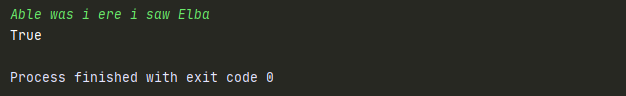 Able was i ere i saw Elba
True
Process finished with exit code 0